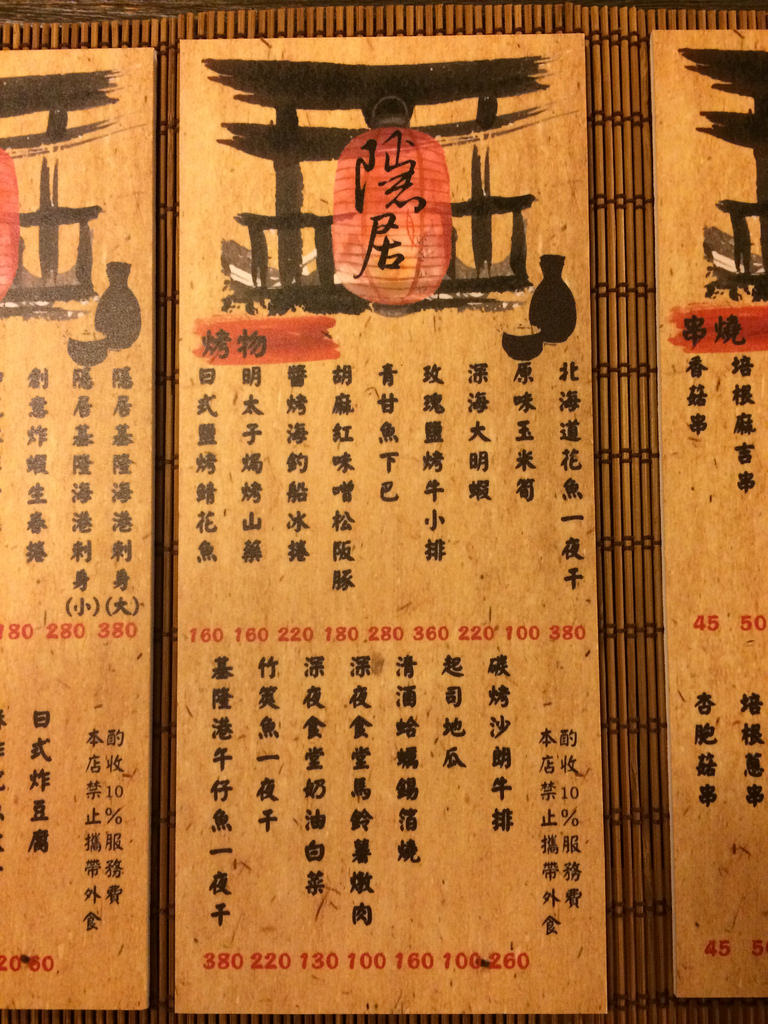 隱居
烤物
北海道花魚一夜干
380
原味玉米筍
100
深海大明蝦
220
玫瑰鹽烤牛小排
360
青甘魚下巴
280
胡麻紅味噌松阪豚
180
醬烤海釣船冰捲
220
明太子焗烤山藥
160
日式鹽烤鯖花魚
160
碳烤沙朗牛排
260
起司地瓜
100
清酒蛤蠣錫箔燒
160
深夜食堂馬鈴薯燉肉
100
深夜食堂奶油白菜
130
竹筴魚一夜干
220
基隆港午仔魚一夜干
380
酌收10%服務費
本店禁止攜帶外食
隱居基隆海港刺身(大)
380
隱居基隆海港刺身(小)
280
創意炸蝦生春捲
180
日式炸豆腐
60
酌收10%服務費
本店禁止攜帶外食
串燒
培根麻吉串
50
香菇串
45
培根蔥串
杏胞菇串
45